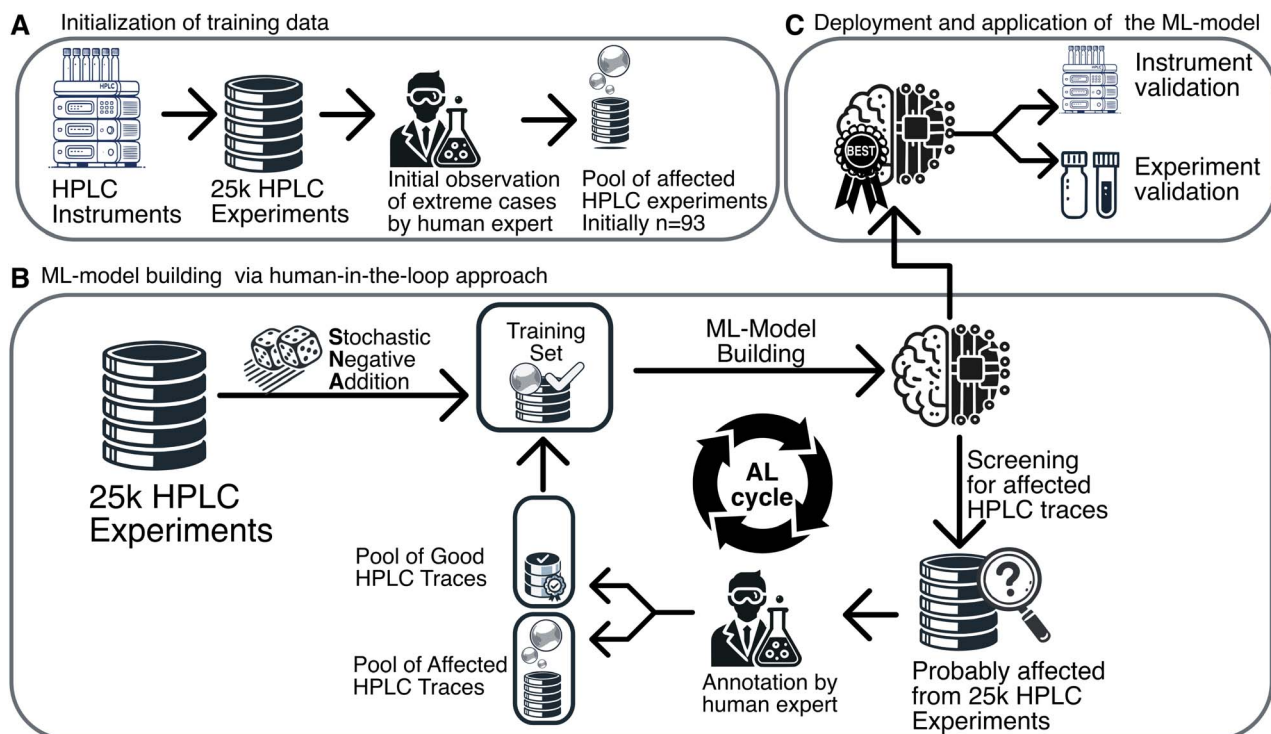 A Initialization of training data
HPLC
HPLC
Instruments
25k HPLC
Experiments
Initial observation
of extreme cases
by human expert
Pool of affected
HPLC experiments
Initially n=93
C Deployment and application of the ML-model
BEST
HPLC
Instrument
validation
Experiment
validation
B ML-model building via human-in-the-loop approach
25k HPLC
Experiments
Stochastic
Negative
Addition
Training
Set
ML-Model
Building
AL
cycle
Screening
for affected
HPLC traces
?
Probably affected
from 25k HPLC
Experiments
Annotation by
human expert
Pool of Good
HPLC Traces
Pool of Affected
HPLC Traces